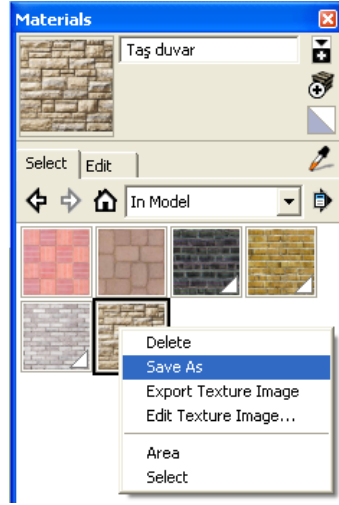 Materials
Taş duvar
Select Edit
In Model
Delete
Save As
Export Texture Image
Edit Texture Image...
Area
Select